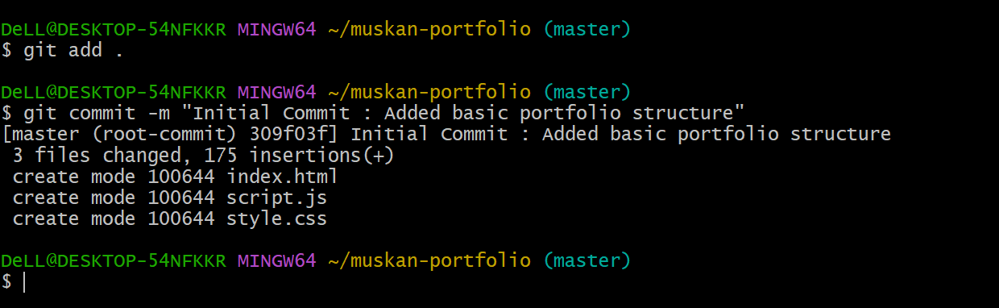 DeLL@DESKTOP-54NFKKR MINGW64 ~/muskan-portfolio (master)
$ git add .
DeLL@DESKTOP-54NFKKR MINGW64 ~/muskan-portfolio (master)
$ git commit -m "Initial Commit : Added basic portfolio structure"
[master (root-commit) 309f03f] Initial Commit : Added basic portfolio structure
 3 files changed, 175 insertions(+)
 create mode 100644 index.html
 create mode 100644 script.js
 create mode 100644 style.css
DeLL@DESKTOP-54NFKKR MINGW64 ~/muskan-portfolio (master)
$